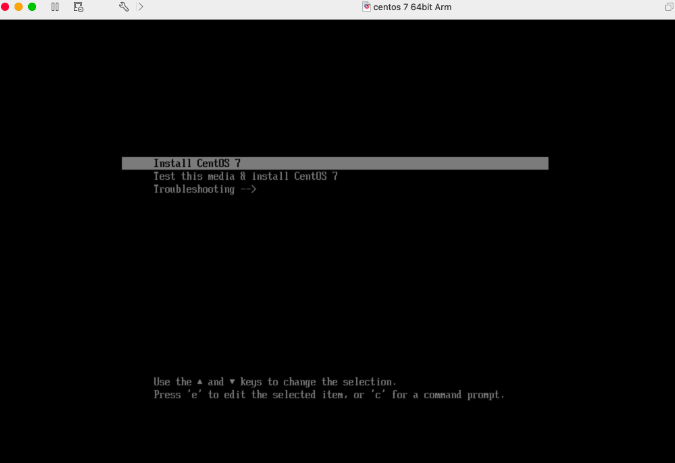 centos 7 64bit Arm
Install CentOS 7
Test this media & install CentOS 7
Troubleshooting -->
Use the ▲ and ▼ keys to change the selection.
Press 'e' to edit the selected item, or 'c' for a command prompt.